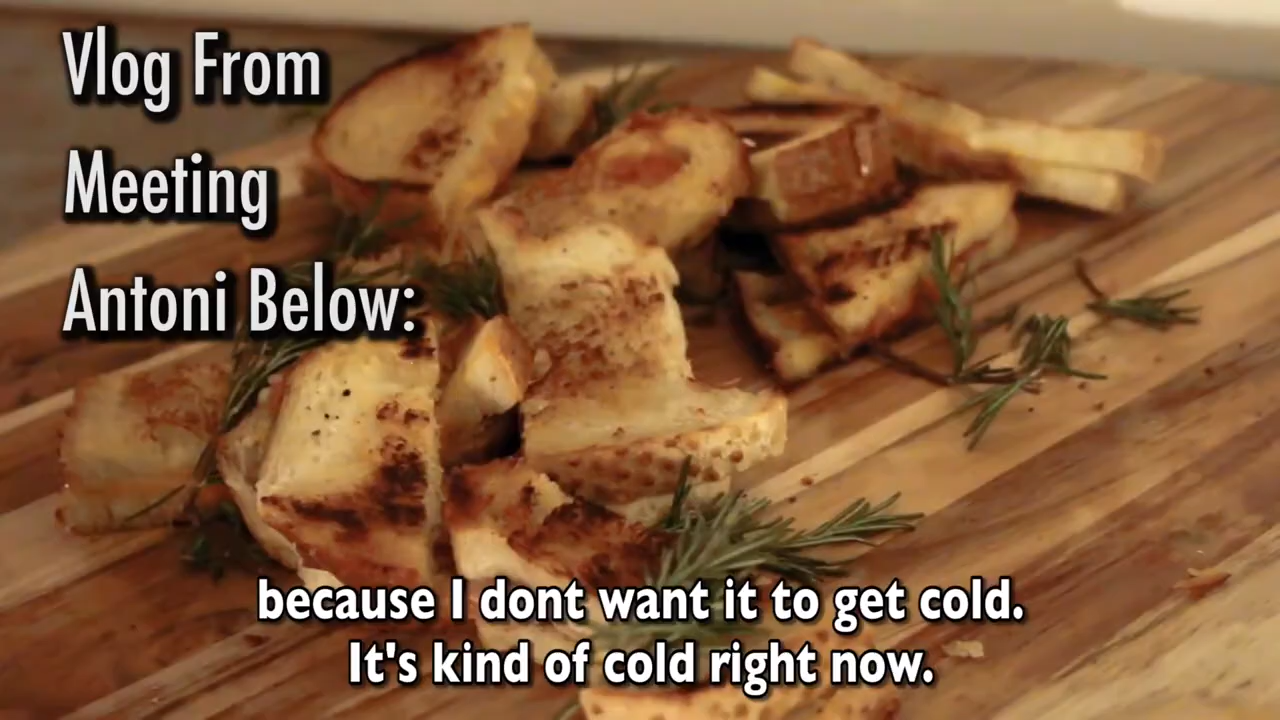 Vlog From
Meeting
Antoni Below:
because I dont want it to get cold.
It's kind of cold right now.